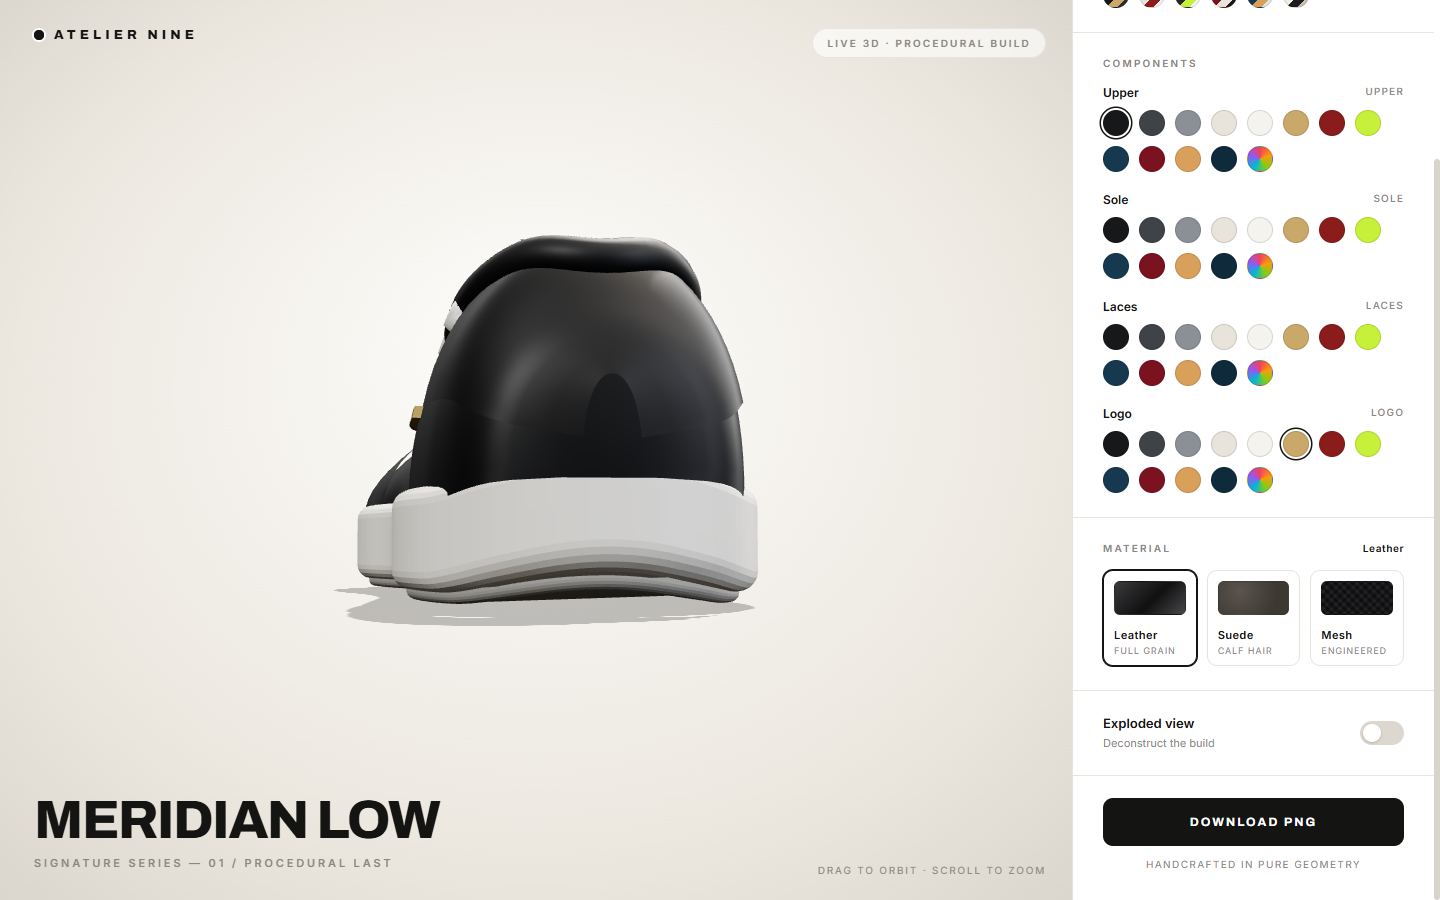 ATELIER NINE
LIVE 3D · PROCEDURAL BUILD
MERIDIAN LOW
SIGNATURE SERIES — 01 / PROCEDURAL LAST
DRAG TO ORBIT · SCROLL TO ZOOM
COMPONENTS
Upper UPPER
Sole SOLE
Laces LACES
Logo LOGO
MATERIAL Leather
Leather Suede Mesh
FULL GRAIN CALF HAIR ENGINEERED
Exploded view
Deconstruct the build
DOWNLOAD PNG
HANDCRAFTED IN PURE GEOMETRY